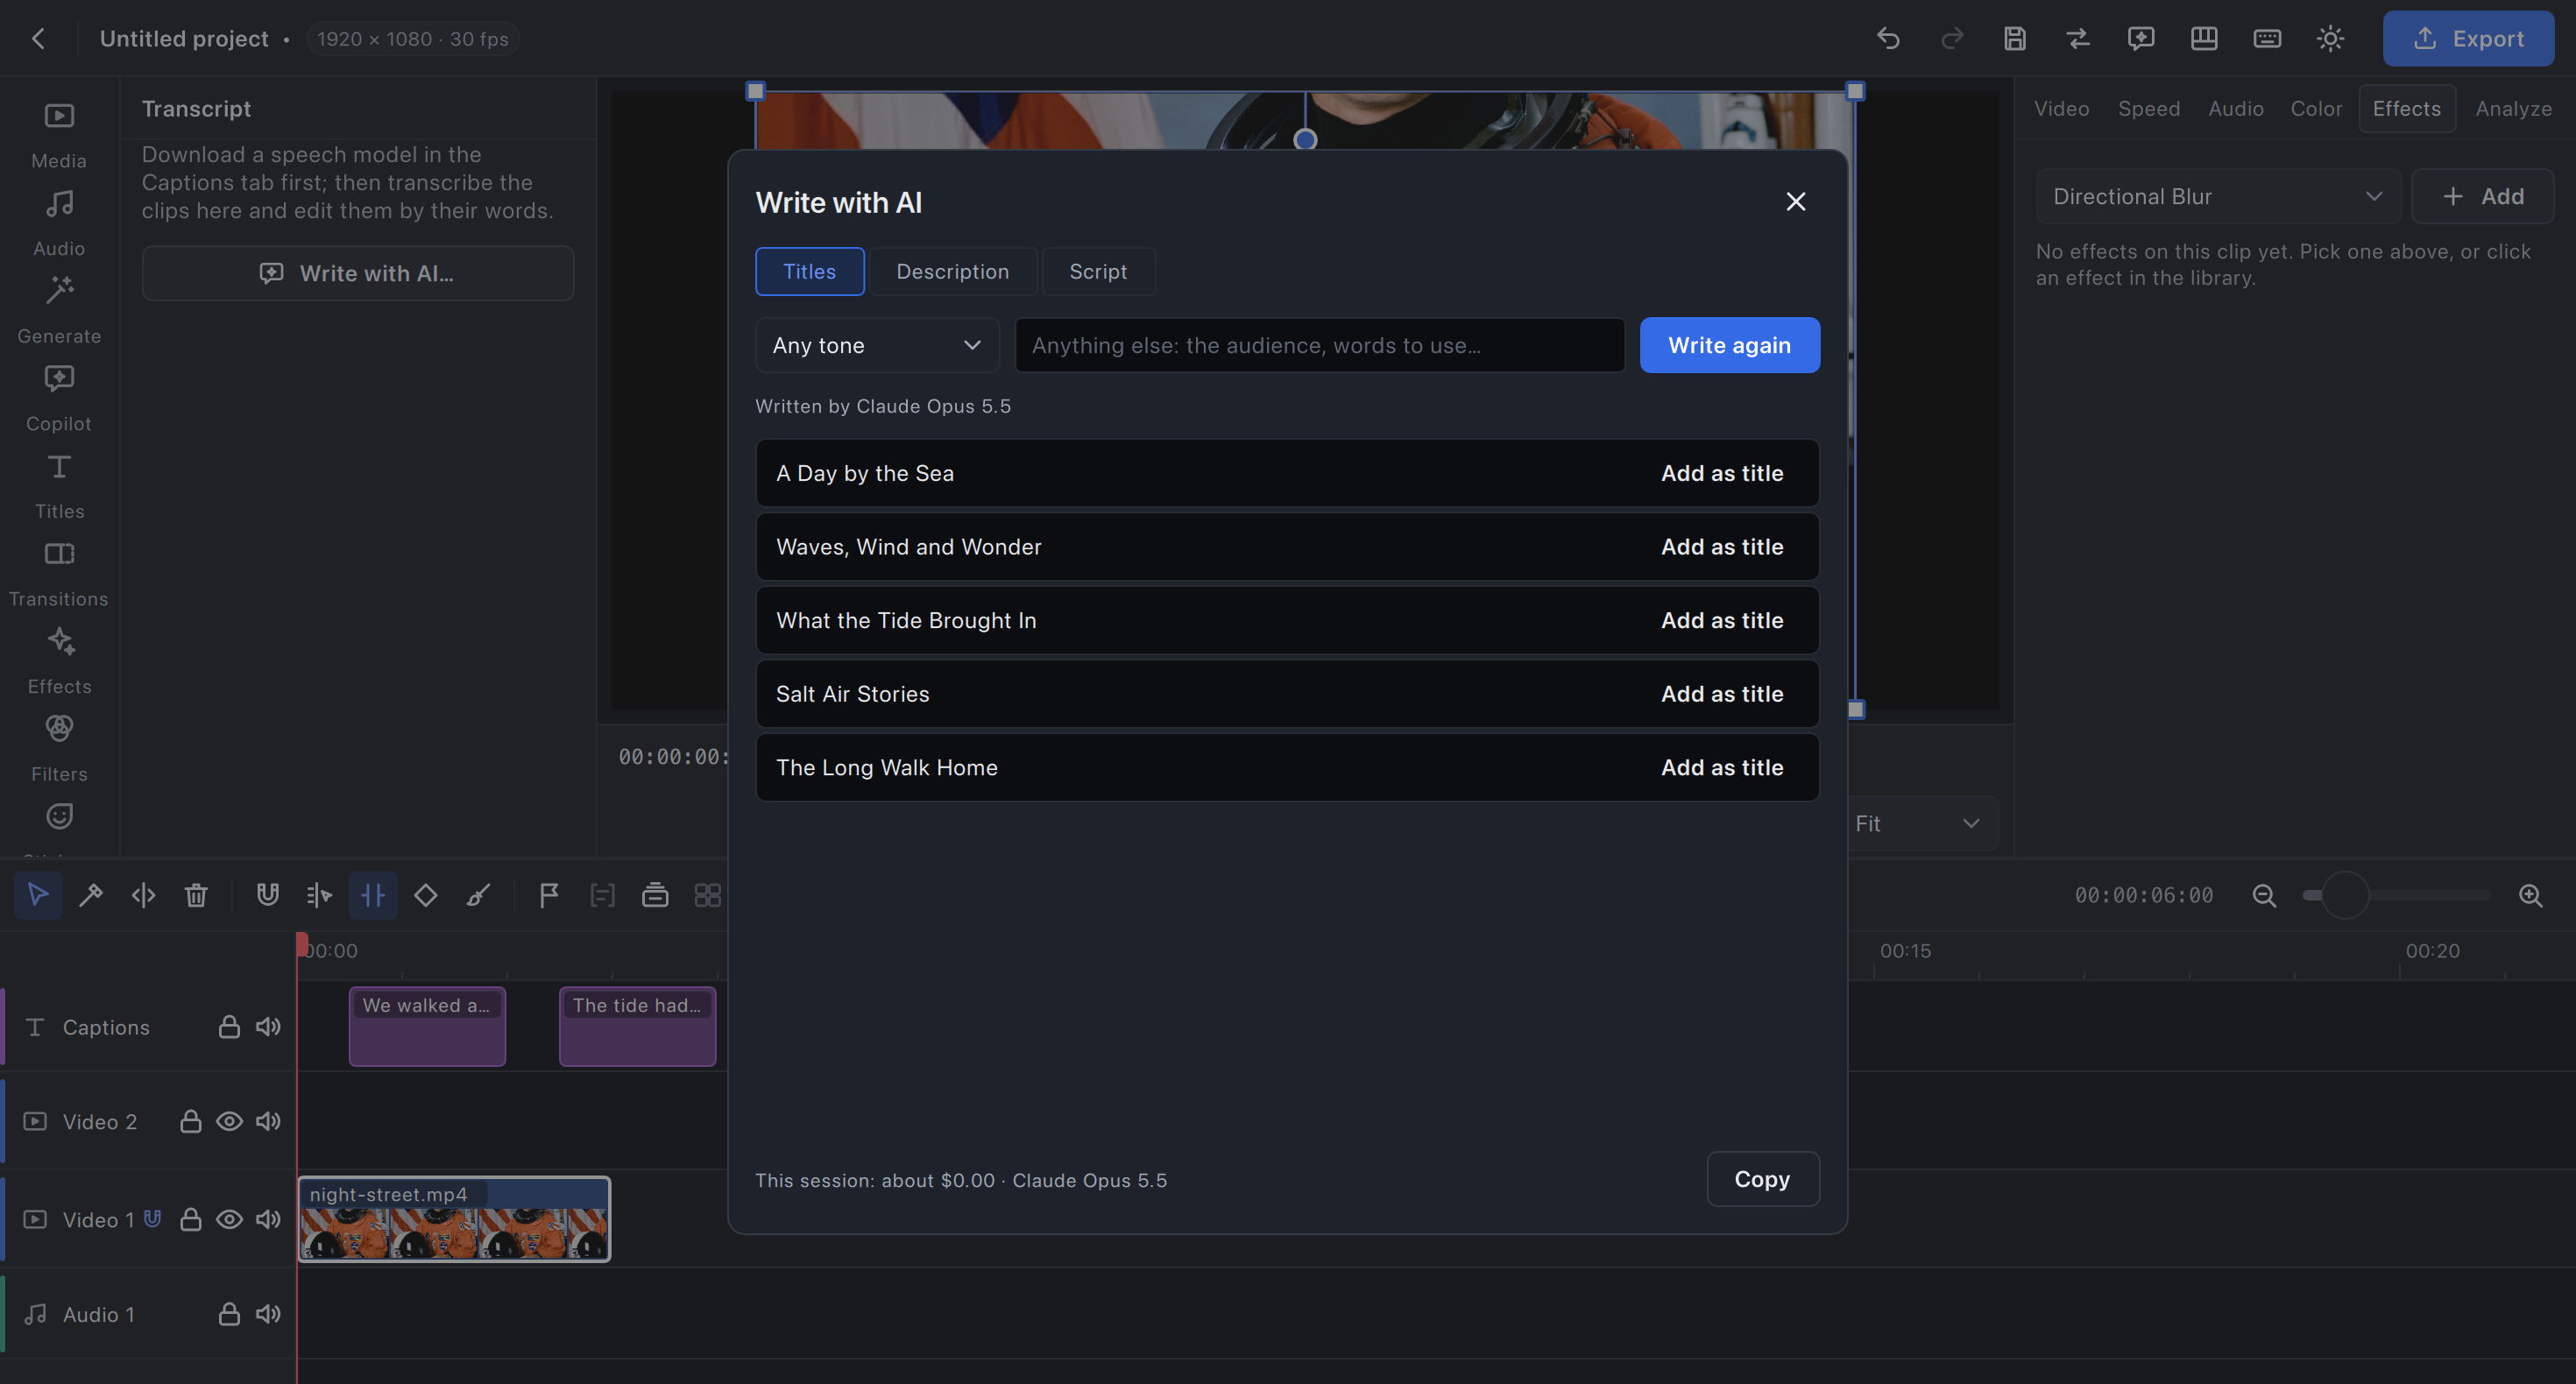 Untitled project •
1920 × 1080 · 30 fps
Export
Media
Audio
Generate
Copilot
Titles
Transitions
Effects
Filters
Transcript
Download a speech model in the
Captions tab first; then transcribe the
clips here and edit them by their words.
Write with AI...
Write with AI
Titles
Description
Script
Any tone
Anything else: the audience, words to use...
Write again
Written by Claude Opus 5.5
A Day by the Sea
Add as title
Waves, Wind and Wonder
Add as title
What the Tide Brought In
Add as title
Salt Air Stories
Add as title
The Long Walk Home
Add as title
This session: about $0.00 · Claude Opus 5.5
Copy
Video
Speed
Audio
Color
Effects
Analyze
Directional Blur
Add
No effects on this clip yet. Pick one above, or click
an effect in the library.
00:00:00:
Fit
00:00:06:00
00:00
00:15
00:20
Captions
We walked a...
The tide had...
Video 2
Video 1
night-street.mp4
Audio 1